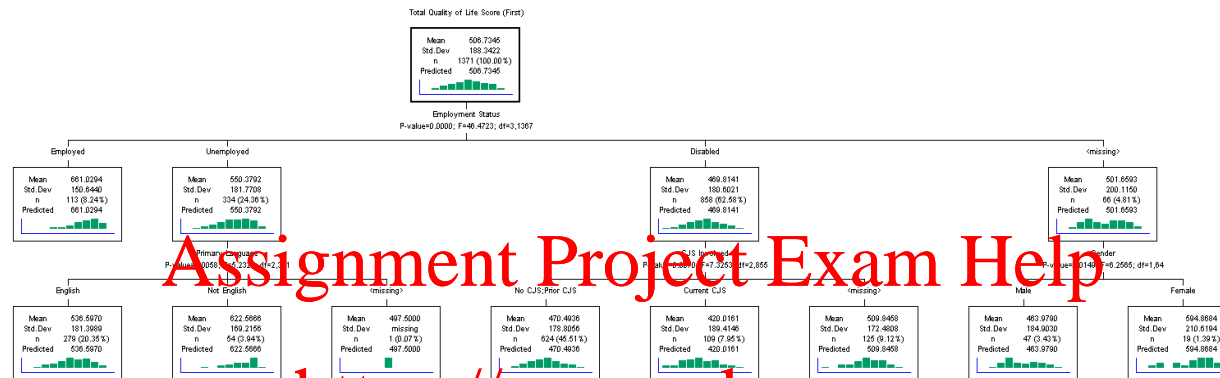 Total Quality of Life Score (First)
Mean 506.7345
Std.Dev 188.3422
n 1371 (100.00%)
Predicted 506.7345
Employment Status
P-value=0.0000; F=46.4723; df=3,1367
Employed
Unemployed
Disabled
<missing>
Mean 661.0294
Std.Dev 150.6440
n 113 (8.24%)
Predicted 661.0294
Mean 550.3792
Std.Dev 181.7708
n 334 (24.36%)
Predicted 550.3792
Mean 469.8141
Std.Dev 180.6021
n 858 (62.58%)
Predicted 469.8141
Mean 501.6593
Std.Dev 200.1150
n 66 (4.81%)
Predicted 501.6593
Assignment Project Exam Help
Primary Language
CJS Involved
Gender
English
Not English
<missing>
No CJS;Prior CJS
Current CJS
<missing>
Male
Female
Mean 536.5970
Std.Dev 181.3989
n 279 (20.35%)
Predicted 536.5970
Mean 622.5666
Std.Dev 169.2156
n 54 (3.94%)
Predicted 622.5666
Mean 497.5000
Std.Dev missing
n 1 (0.07%)
Predicted 497.5000
Mean 470.4936
Std.Dev 178.8056
n 624 (45.51%)
Predicted 470.4936
Mean 420.0161
Std.Dev 189.4146
n 109 (7.95%)
Predicted 420.0161
Mean 509.8458
Std.Dev 172.4808
n 125 (9.12%)
Predicted 509.8458
Mean 463.9790
Std.Dev 184.9030
n 47 (3.43%)
Predicted 463.9790
Mean 594.8684
Std.Dev 210.6194
n 19 (1.39%)
Predicted 594.8684